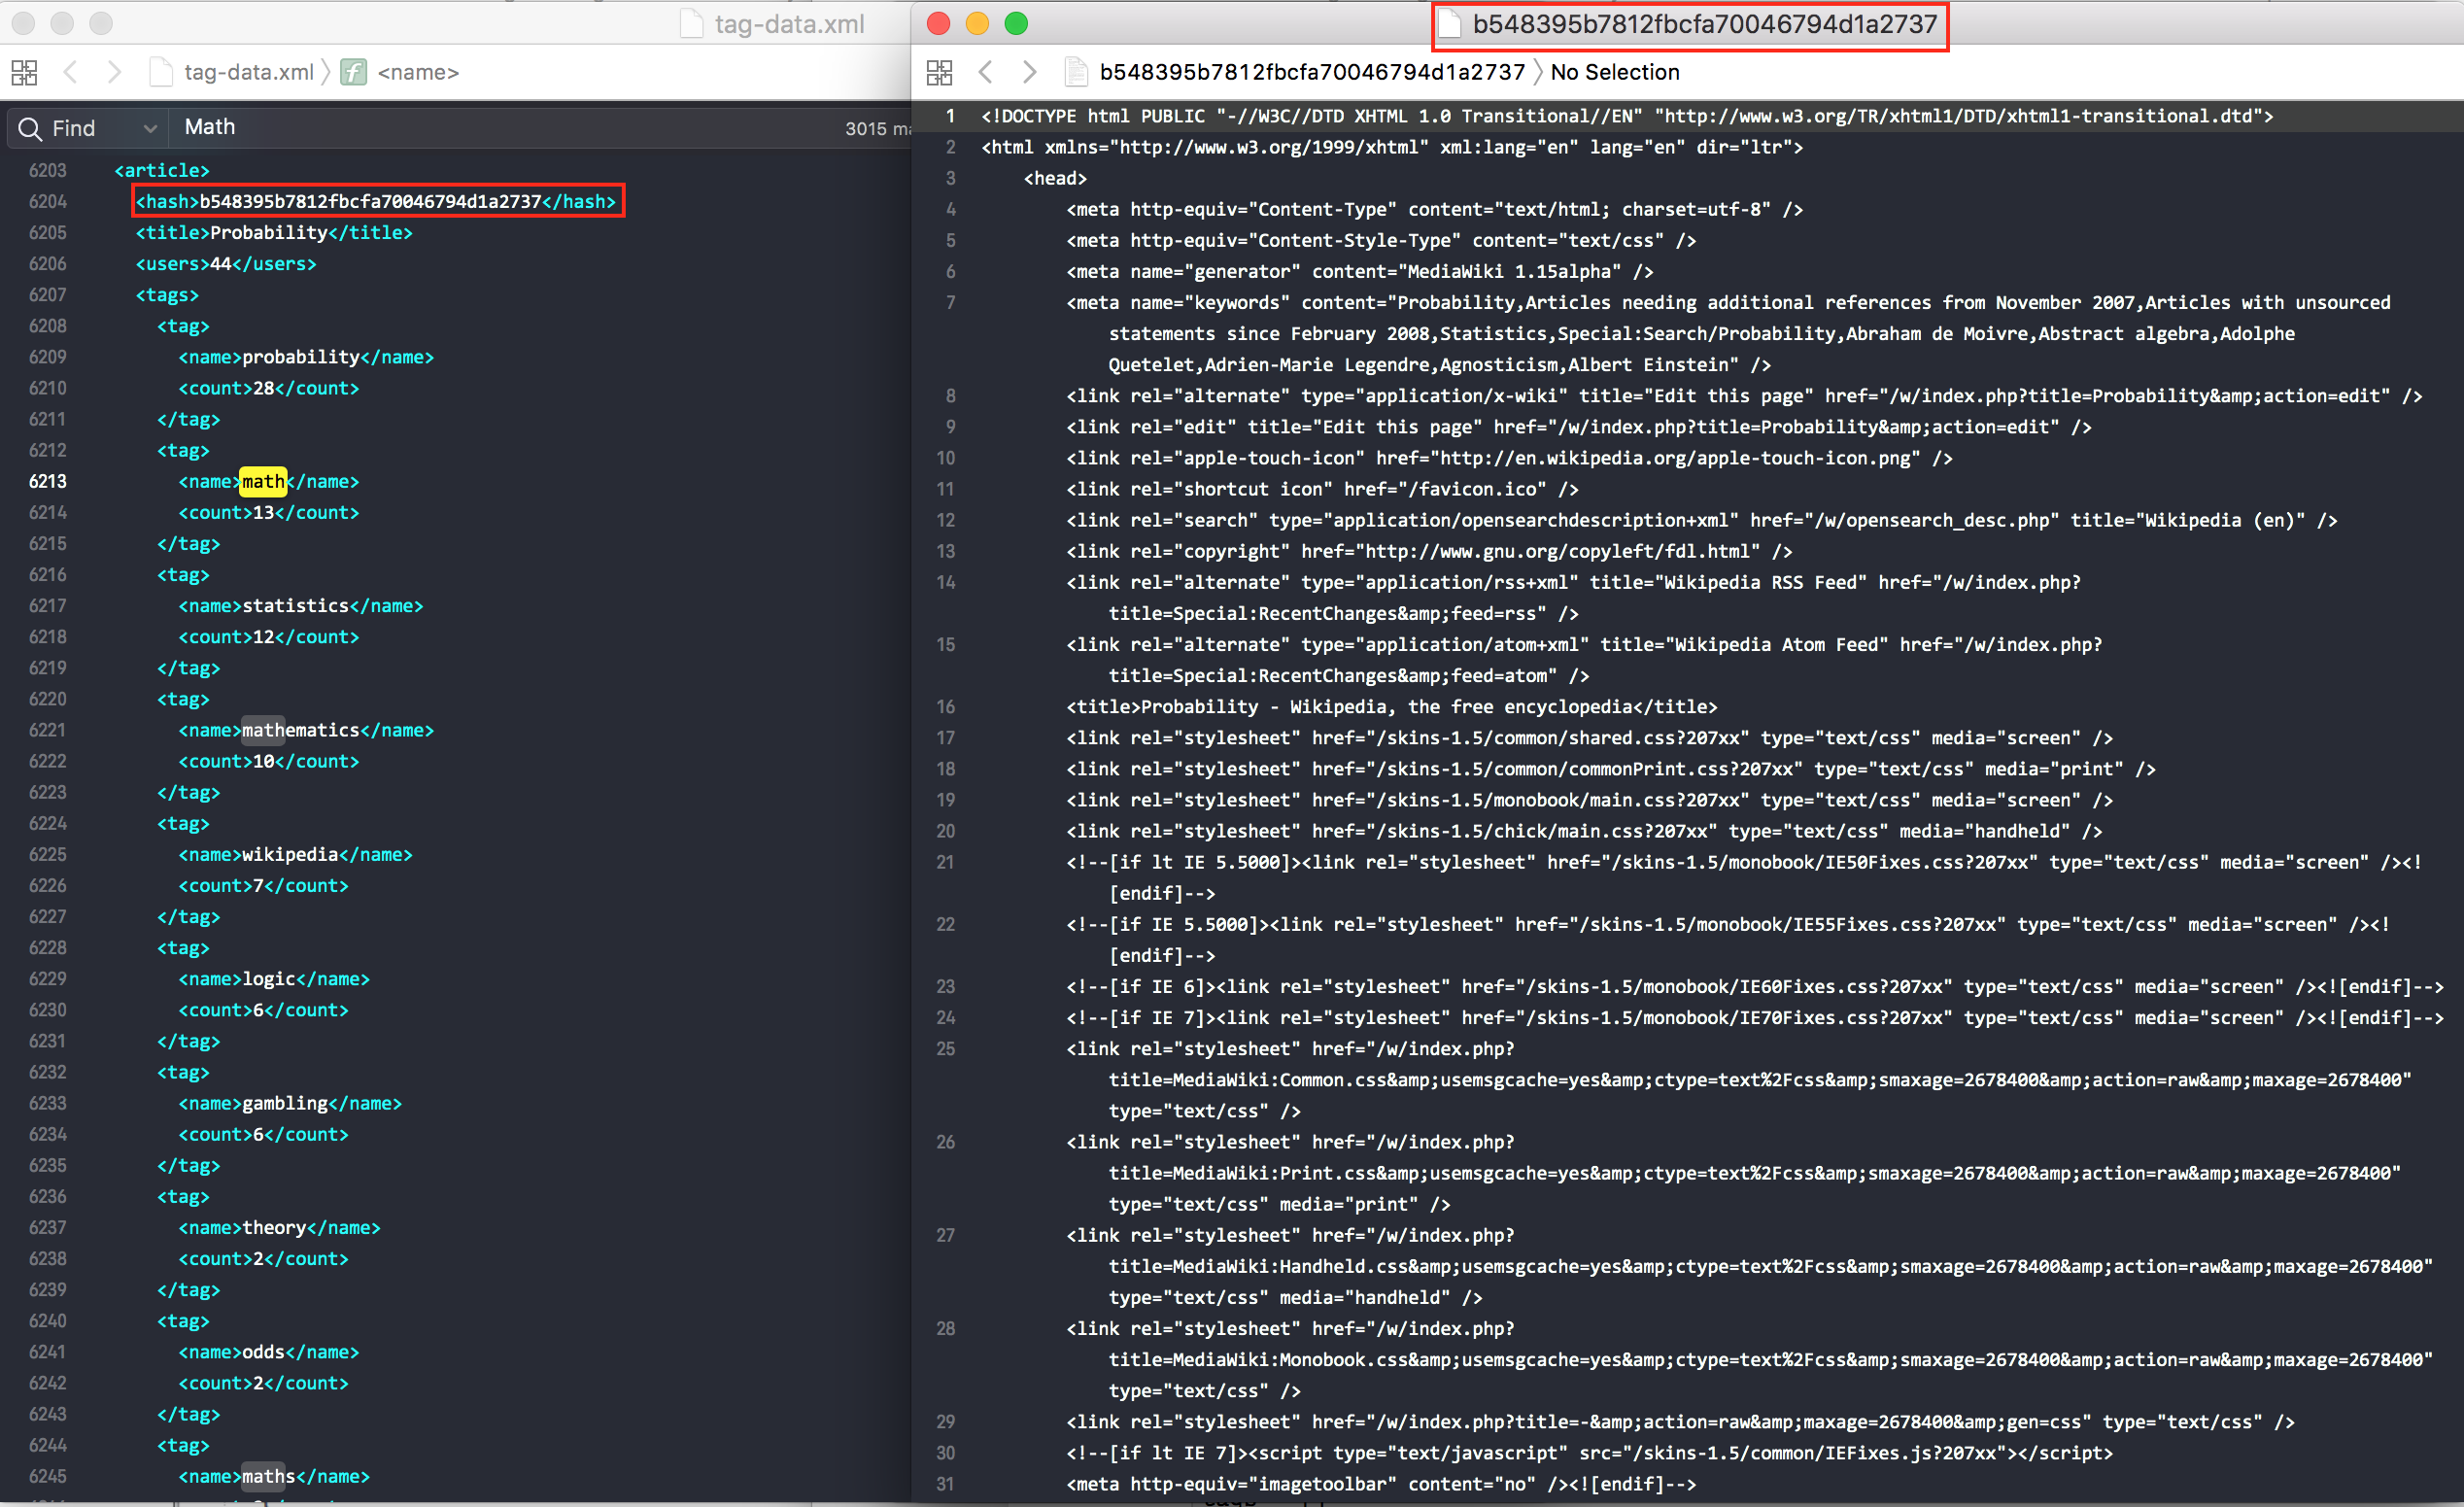 tag-data.xml
tag-data.xml 〉 f <name>
Find Math 3015
6203 <article>
6204 <hash>b548395b7812fbcfa70046794d1a2737</hash>
6205 <title>Probability</title>
6206 <users>44</users>
6207 <tags>
6208 <tag>
6209 <name>probability</name>
6210 <count>28</count>
6211 </tag>
6212 <tag>
6213 <name>math</name>
6214 <count>13</count>
6215 </tag>
6216 <tag>
6217 <name>statistics</name>
6218 <count>12</count>
6219 </tag>
6220 <tag>
6221 <name>mathematics</name>
6222 <count>10</count>
6223 </tag>
6224 <tag>
6225 <name>wikipedia</name>
6226 <count>7</count>
6227 </tag>
6228 <tag>
6229 <name>logic</name>
6230 <count>6</count>
6231 </tag>
6232 <tag>
6233 <name>gambling</name>
6234 <count>6</count>
6235 </tag>
6236 <tag>
6237 <name>theory</name>
6238 <count>2</count>
6239 </tag>
6240 <tag>
6241 <name>odds</name>
6242 <count>2</count>
6243 </tag>
6244 <tag>
6245 <name>maths</name>
b548395b7812fbcfa70046794d1a2737
b548395b7812fbcfa70046794d1a2737 〉 No Selection
1 <!DOCTYPE html PUBLIC "-//W3C//DTD XHTML 1.0 Transitional//EN" "http://www.w3.org/TR/xhtml1/DTD/xhtml1-transitional.dtd">
2 <html xmlns="http://www.w3.org/1999/xhtml" xml:lang="en" lang="en" dir="ltr">
3 <head>
4 <meta http-equiv="Content-Type" content="text/html; charset=utf-8" />
5 <meta http-equiv="Content-Style-Type" content="text/css" />
6 <meta name="generator" content="MediaWiki 1.15alpha" />
7 <meta name="keywords" content="Probability,Articles needing additional references from November 2007,Articles with unsourced
statements since February 2008,Statistics,Special:Search/Probability,Abraham de Moivre,Abstract algebra,Adolphe
Quetelet,Adrien-Marie Legendre,Agnosticism,Albert Einstein" />
8 <link rel="alternate" type="application/x-wiki" title="Edit this page" href="/w/index.php?title=Probability&amp;action=edit" />
9 <link rel="edit" title="Edit this page" href="/w/index.php?title=Probability&amp;action=edit" />
10 <link rel="apple-touch-icon" href="http://en.wikipedia.org/apple-touch-icon.png" />
11 <link rel="shortcut icon" href="/favicon.ico" />
12 <link rel="search" type="application/opensearchdescription+xml" href="/w/opensearch_desc.php" title="Wikipedia (en)" />
13 <link rel="copyright" href="http://www.gnu.org/copyleft/fdl.html" />
14 <link rel="alternate" type="application/rss+xml" title="Wikipedia RSS Feed" href="/w/index.php?
title=Special:RecentChanges&amp;feed=rss" />
15 <link rel="alternate" type="application/atom+xml" title="Wikipedia Atom Feed" href="/w/index.php?
title=Special:RecentChanges&amp;feed=atom" />
16 <title>Probability - Wikipedia, the free encyclopedia</title>
17 <link rel="stylesheet" href="/skins-1.5/common/shared.css?207xx" type="text/css" media="screen" />
18 <link rel="stylesheet" href="/skins-1.5/common/commonPrint.css?207xx" type="text/css" media="print" />
19 <link rel="stylesheet" href="/skins-1.5/monobook/main.css?207xx" type="text/css" media="screen" />
20 <link rel="stylesheet" href="/skins-1.5/chick/main.css?207xx" type="text/css" media="handheld" />
21 <!--[if lt IE 5.5000]><link rel="stylesheet" href="/skins-1.5/monobook/IE50Fixes.css?207xx" type="text/css" media="screen" /><!
[endif]-->
22 <!--[if IE 5.5000]><link rel="stylesheet" href="/skins-1.5/monobook/IE55Fixes.css?207xx" type="text/css" media="screen" /><!
[endif]-->
23 <!--[if IE 6]><link rel="stylesheet" href="/skins-1.5/monobook/IE60Fixes.css?207xx" type="text/css" media="screen" /><![endif]-->
24 <!--[if IE 7]><link rel="stylesheet" href="/skins-1.5/monobook/IE70Fixes.css?207xx" type="text/css" media="screen" /><![endif]-->
25 <link rel="stylesheet" href="/w/index.php?
title=MediaWiki:Common.css&amp;usemsgcache=yes&amp;ctype=text%2Fcss&amp;smaxage=2678400&amp;action=raw&amp;maxage=2678400"
type="text/css" />
26 <link rel="stylesheet" href="/w/index.php?
title=MediaWiki:Print.css&amp;usemsgcache=yes&amp;ctype=text%2Fcss&amp;smaxage=2678400&amp;action=raw&amp;maxage=2678400"
type="text/css" media="print" />
27 <link rel="stylesheet" href="/w/index.php?
title=MediaWiki:Handheld.css&amp;usemsgcache=yes&amp;ctype=text%2Fcss&amp;smaxage=2678400&amp;action=raw&amp;maxage=2678400"
type="text/css" media="handheld" />
28 <link rel="stylesheet" href="/w/index.php?
title=MediaWiki:Monobook.css&amp;usemsgcache=yes&amp;ctype=text%2Fcss&amp;smaxage=2678400&amp;action=raw&amp;maxage=2678400"
type="text/css" />
29 <link rel="stylesheet" href="/w/index.php?title=-&amp;action=raw&amp;maxage=2678400&amp;gen=css" type="text/css" />
30 <!--[if lt IE 7]><script type="text/javascript" src="/skins-1.5/common/IEFixes.js?207xx"></script>
31 <meta http-equiv="imagetoolbar" content="no" /><![endif]-->